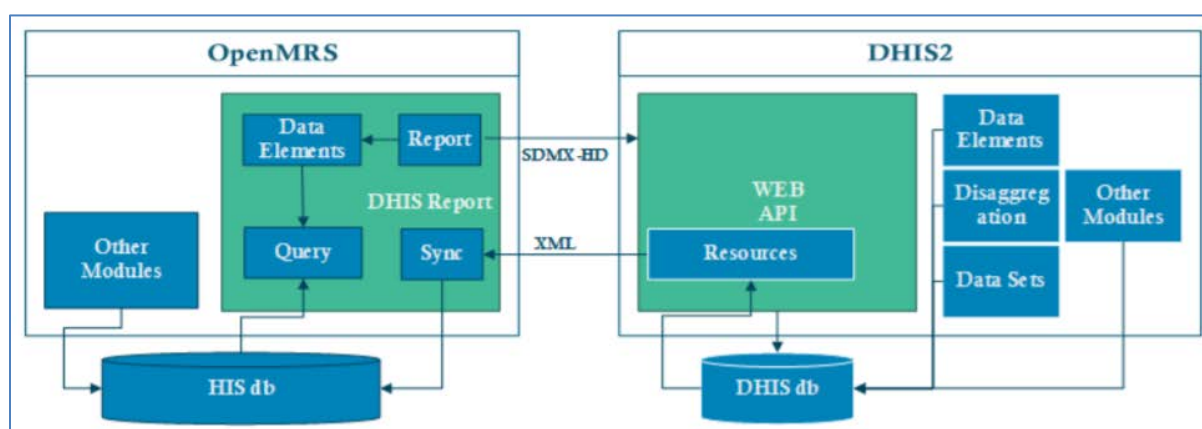 OpenMRS
DHIS2
Data
Elements
Report
SDMX-HD
DHIS Report
Query
Sync
XML
Other
Modules
HIS db
WEB
API
Resources
Data
Elements
Disaggreg
ation
Data Sets
Other
Modules
DHIS db